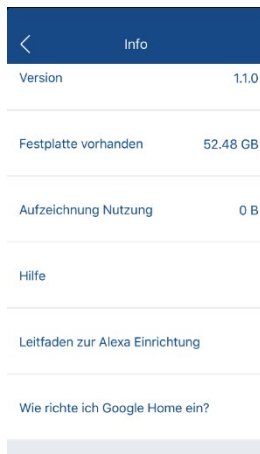 Info
Version 1.1.0
Festplatte vorhanden 52.48 GB
Aufzeichnung Nutzung 0 B
Hilfe
Leitfaden zur Alexa Einrichtung
Wie richte ich Google Home ein?